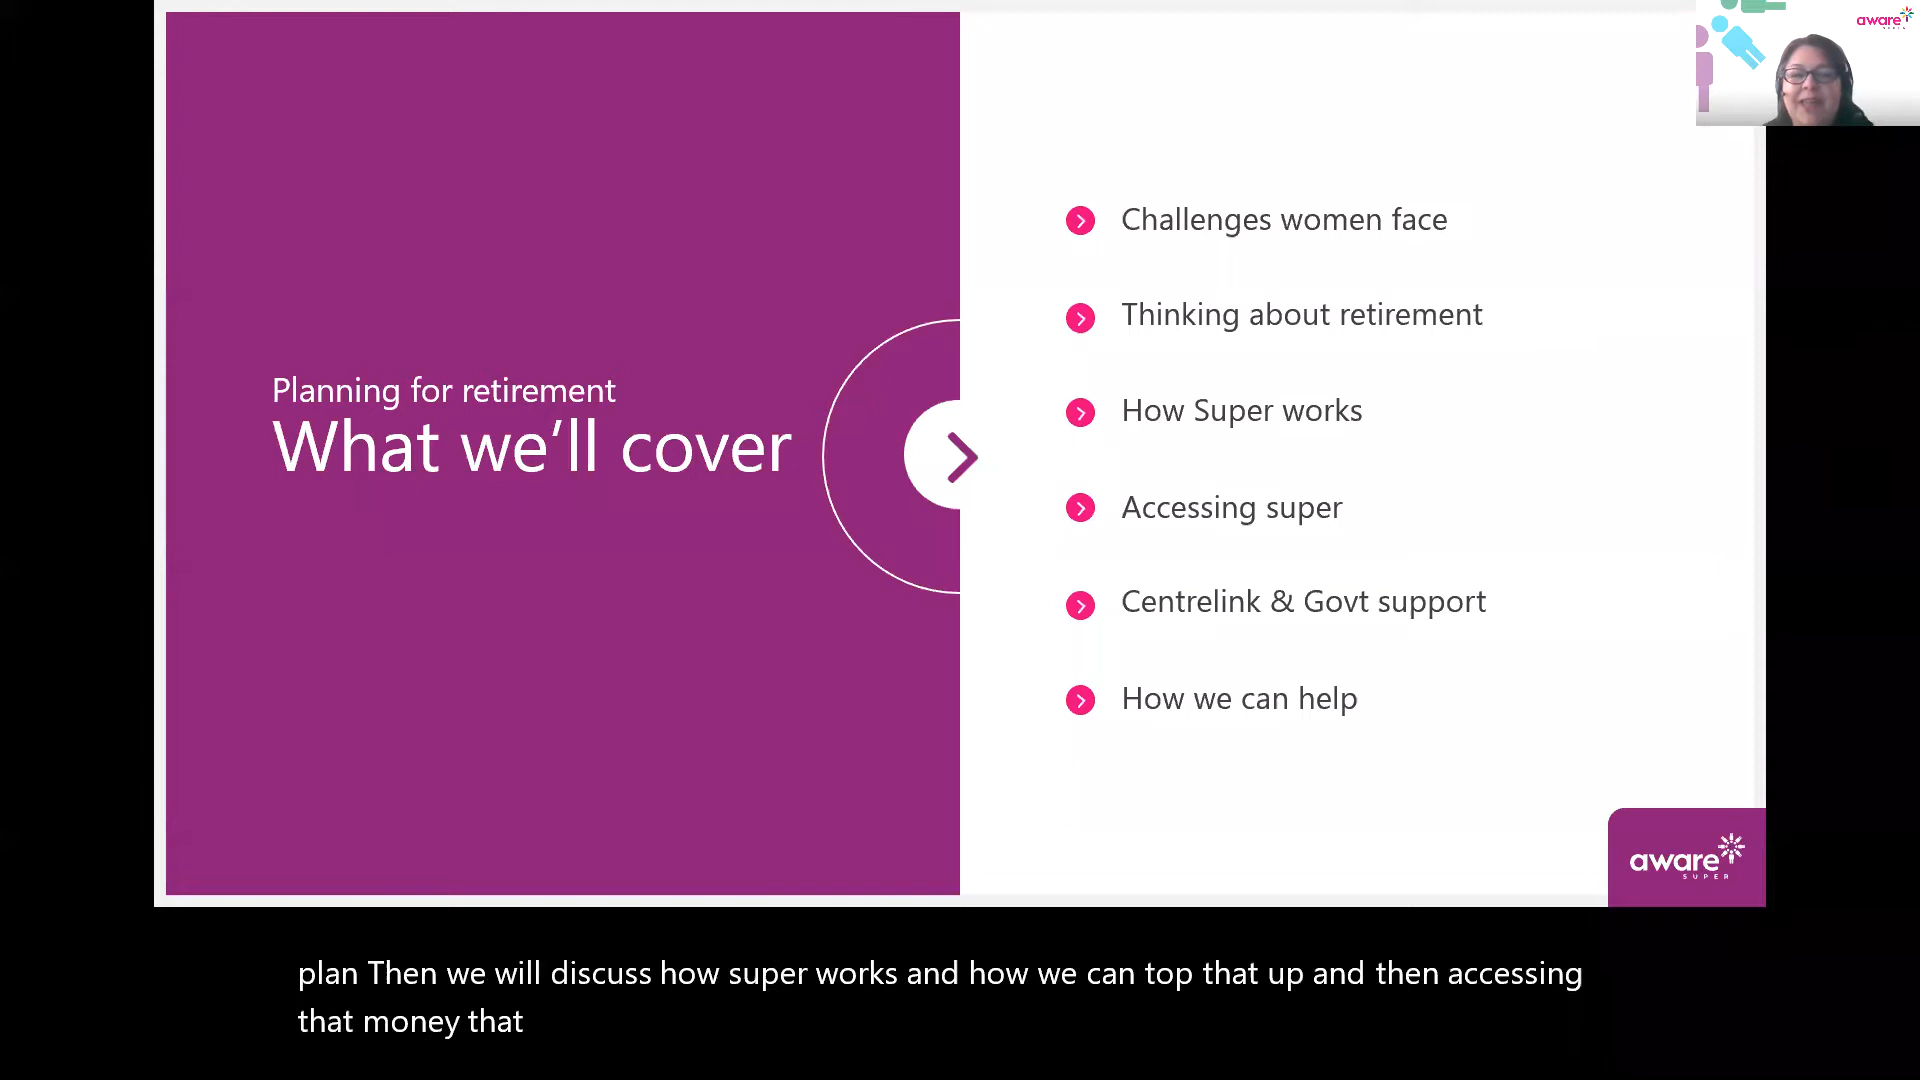 aware
Planning for retirement
What we’ll cover
Challenges women face
Thinking about retirement
How Super works
Accessing super
Centrelink & Govt support
How we can help
aware
SUPER
plan Then we will discuss how super works and how we can top that up and then accessing
that money that